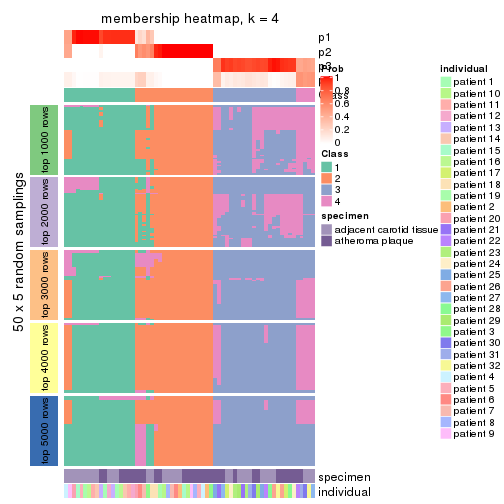 membership heatmap, k = 4
p1
p2
p3
50 x 5 random samplings
top 1000 rows
top 2000 rows
top 3000 rows
top 4000 rows
top 5000 rows
specimen
individual
Prob
1
0.8
0.6
0.4
0.2
0
Class
Class
1
2
3
4
specimen
adjacent carotid tissue
atheroma plaque
individual
patient 1
patient 10
patient 11
patient 12
patient 13
patient 14
patient 15
patient 16
patient 17
patient 18
patient 19
patient 2
patient 20
patient 21
patient 22
patient 23
patient 24
patient 25
patient 26
patient 27
patient 28
patient 29
patient 3
patient 30
patient 31
patient 32
patient 4
patient 5
patient 6
patient 7
patient 8
patient 9